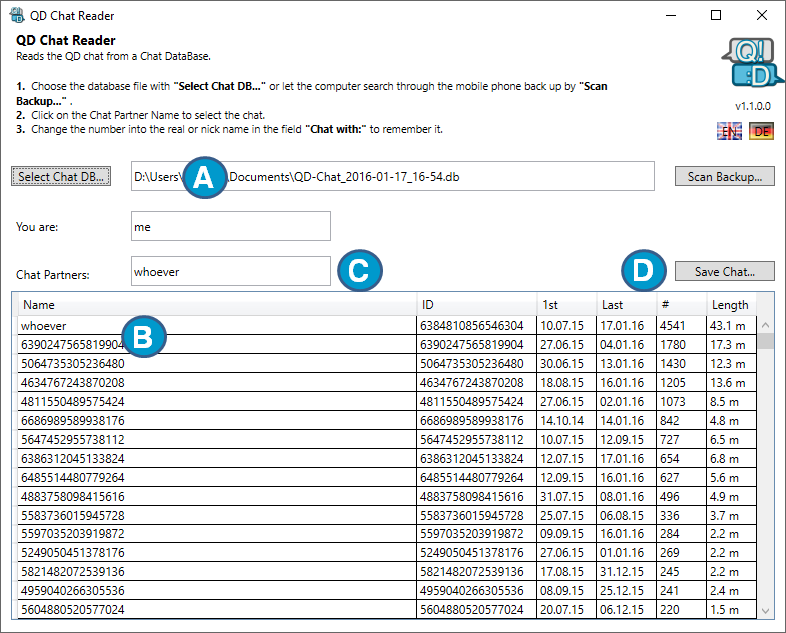 QD Chat Reader
QD Chat Reader
Reads the QD chat from a Chat DataBase.
1. Choose the database file with "Select Chat DB..." or let the computer search through the mobile phone back up by "Scan
Backup..." .
2. Click on the Chat Partner Name to select the chat.
3. Change the number into the real or nick name in the field "Chat with:" to remember it.
Q!
:D
v1.1.0.0
EN DE
Select Chat DB... D:\Users\ A \Documents\QD-Chat_2016-01-17_16-54.db Scan Backup...
You are: me
Chat Partners: whoever C D Save Chat...
Name ID 1st Last # Length
whoever 6384810856546304 10.07.15 17.01.16 4541 43.1 m
B
6390247565819904 6390247565819904 27.06.15 04.01.16 1780 17.3 m
5064735305236480 5064735305236480 30.06.15 13.01.16 1430 12.3 m
4634767243870208 4634767243870208 18.08.15 16.01.16 1205 13.6 m
4811550489575424 4811550489575424 27.06.15 02.01.16 1073 8.5 m
6686989589938176 6686989589938176 14.10.14 14.01.16 842 4.8 m
5647452955738112 5647452955738112 10.07.15 12.09.15 727 6.5 m
6386312045133824 6386312045133824 12.07.15 17.01.16 654 6.8 m
6485514480779264 6485514480779264 12.09.15 16.01.16 627 5.6 m
4883758098415616 4883758098415616 31.07.15 08.01.16 496 4.9 m
5583736015945728 5583736015945728 25.07.15 06.08.15 336 3.7 m
5597035203919872 5597035203919872 09.09.15 16.01.16 284 2.2 m
5249050451378176 5249050451378176 27.06.15 01.01.16 269 2.2 m
5821482072539136 5821482072539136 17.08.15 31.12.15 245 2.2 m
4959040266305536 4959040266305536 08.09.15 25.12.15 241 2.4 m
5604880520577024 5604880520577024 20.07.15 06.12.15 220 1.5 m